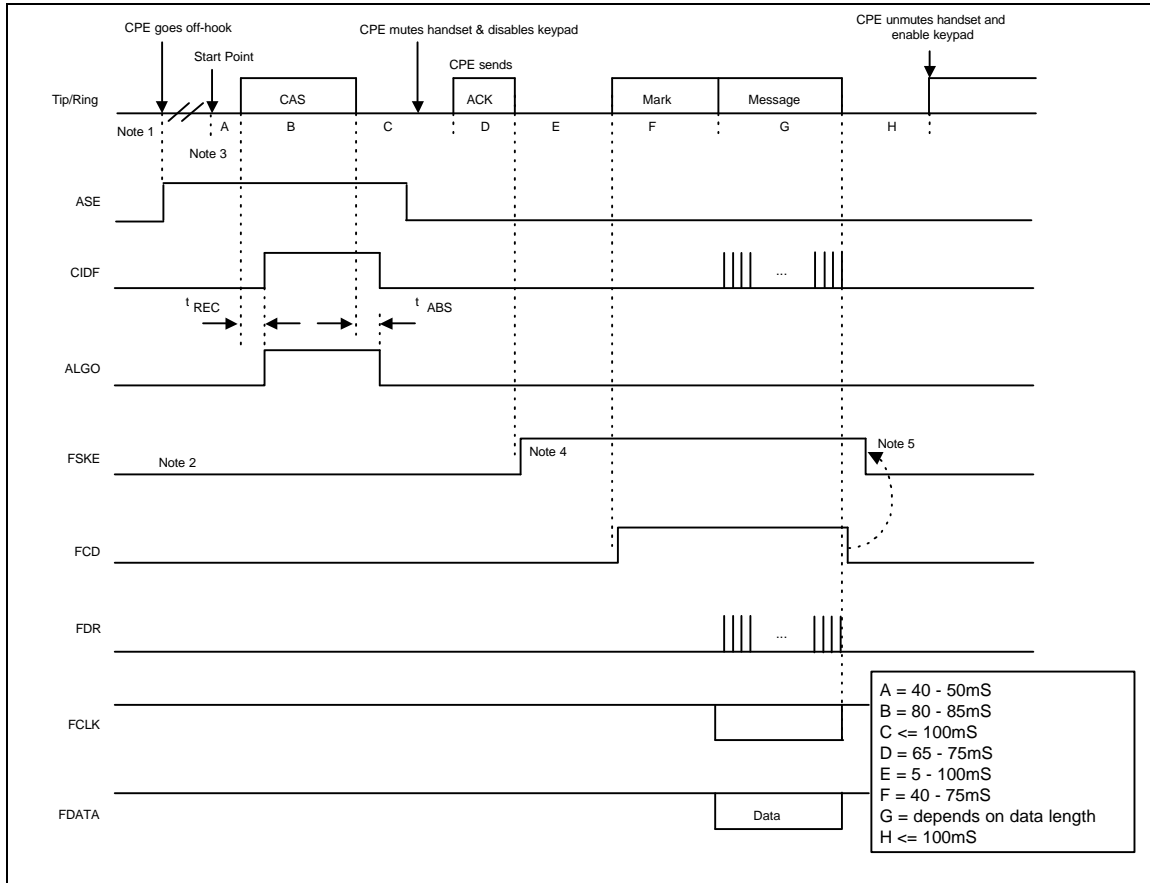 CPE goes off-hook
CPE mutes handset & disables keypad
CPE unmutes handset and
enable keypad
Start Point
CPE sends
Tip/Ring
CAS
ACK
Mark
Message
Note 1
A
B
C
D
E
F
G
H
Note 3
ASE
CIDF
...
t REC
t ABS
ALGO
FSKE
Note 2
Note 4
Note 5
FCD
FDR
...
FCLK
FDATA
Data
A = 40 - 50mS
B = 80 - 85mS
C <= 100mS
D = 65 - 75mS
E = 5 - 100mS
F = 40 - 75mS
G = depends on data length
H <= 100mS